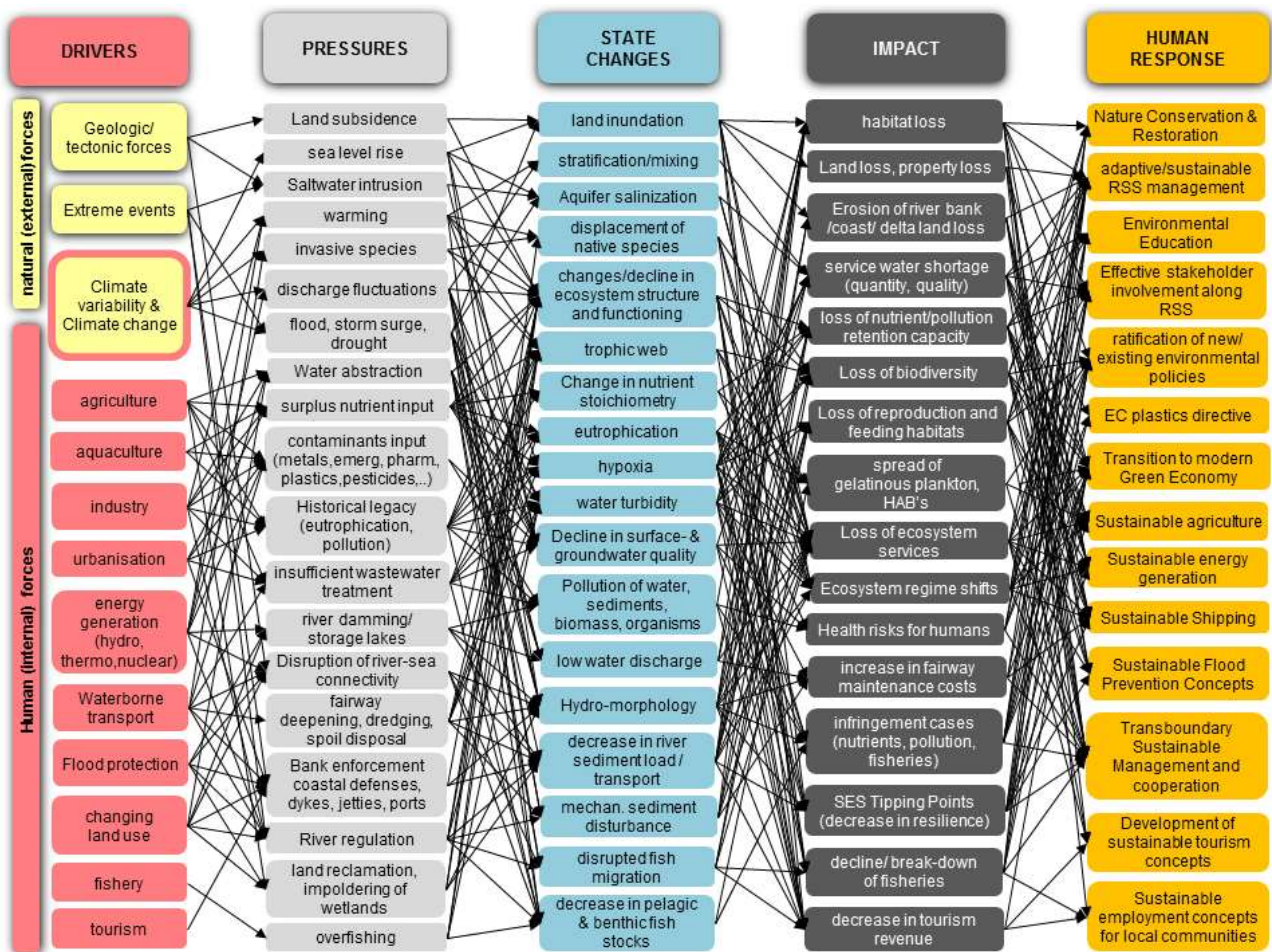 DRIVERS
PRESSURES
STATE
CHANGES
IMPACT
HUMAN
RESPONSE
natural (external) forces
Human (internal) forces
Geologic/
tectonic forces
Extreme events
Climate
variability &
Climate change
agriculture
aquaculture
industry
urbanisation
energy
generation
(hydro,
thermo,nuclear)
Waterborne
transport
Flood protection
changing
land use
fishery
tourism
Land subsidence
sea level rise
Saltwater intrusion
warming
invasive species
discharge fluctuations
flood, storm surge,
drought
Water abstraction
surplus nutrient input
contaminants input
(metals,emerg, pharm.,
plastics,pesticides,..)
Historical legacy
(eutrophication,
pollution)
insufficient wastewater
treatment
river damming/
storage lakes
Disruption of river-sea
connectivity
fairway
deepening, dredging,
spoil disposal
Bank enforcement
coastal defenses,
dykes, jetties, ports
River regulation
land reclamation,
impoldering of
wetlands
overfishing
land inundation
stratification/mixing
Aquifer salinization
displacement of
native species
changes/decline in
ecosystem structure
and functioning
trophic web
Change in nutrient
stoichiometry
eutrophication
hypoxia
water turbidity
Decline in surface- &
groundwater quality
Pollution of water,
sediments,
biomass, organisms
low water discharge
Hydro-morphology
decrease in river
sediment load /
transport
mechan. sediment
disturbance
disrupted fish
migration
decrease in pelagic
& benthic fish
stocks
habitat loss
Land loss, property loss
Erosion of river bank
/coast/ delta land loss
service water shortage
(quantity, quality)
loss of nutrient/pollution
retention capacity
Loss of biodiversity
Loss of reproduction and
feeding habitats
spread of
gelatinous plankton,
HAB's
Loss of ecosystem
services
Ecosystem regime shifts
Health risks for humans
increase in fairway
maintenance costs
infringement cases
(nutrients, pollution,
fisheries)
SES Tipping Points
(decrease in resilience)
decline/ break-down
of fisheries
decrease in tourism
revenue
Nature Conservation &
Restoration
adaptive/sustainable
RSS management
Environmental
Education
Effective stakeholder
involvement along
RSS
ratification of new/
existing environmental
policies
EC plastics directive
Transition to modern
Green Economy
Sustainable agriculture
Sustainable energy
generation
Sustainable Shipping
Sustainable Flood
Prevention Concepts
Transboundary
Sustainable
Management and
cooperation
Development of
sustainable tourism
concepts
Sustainable
employment concepts
for local communities